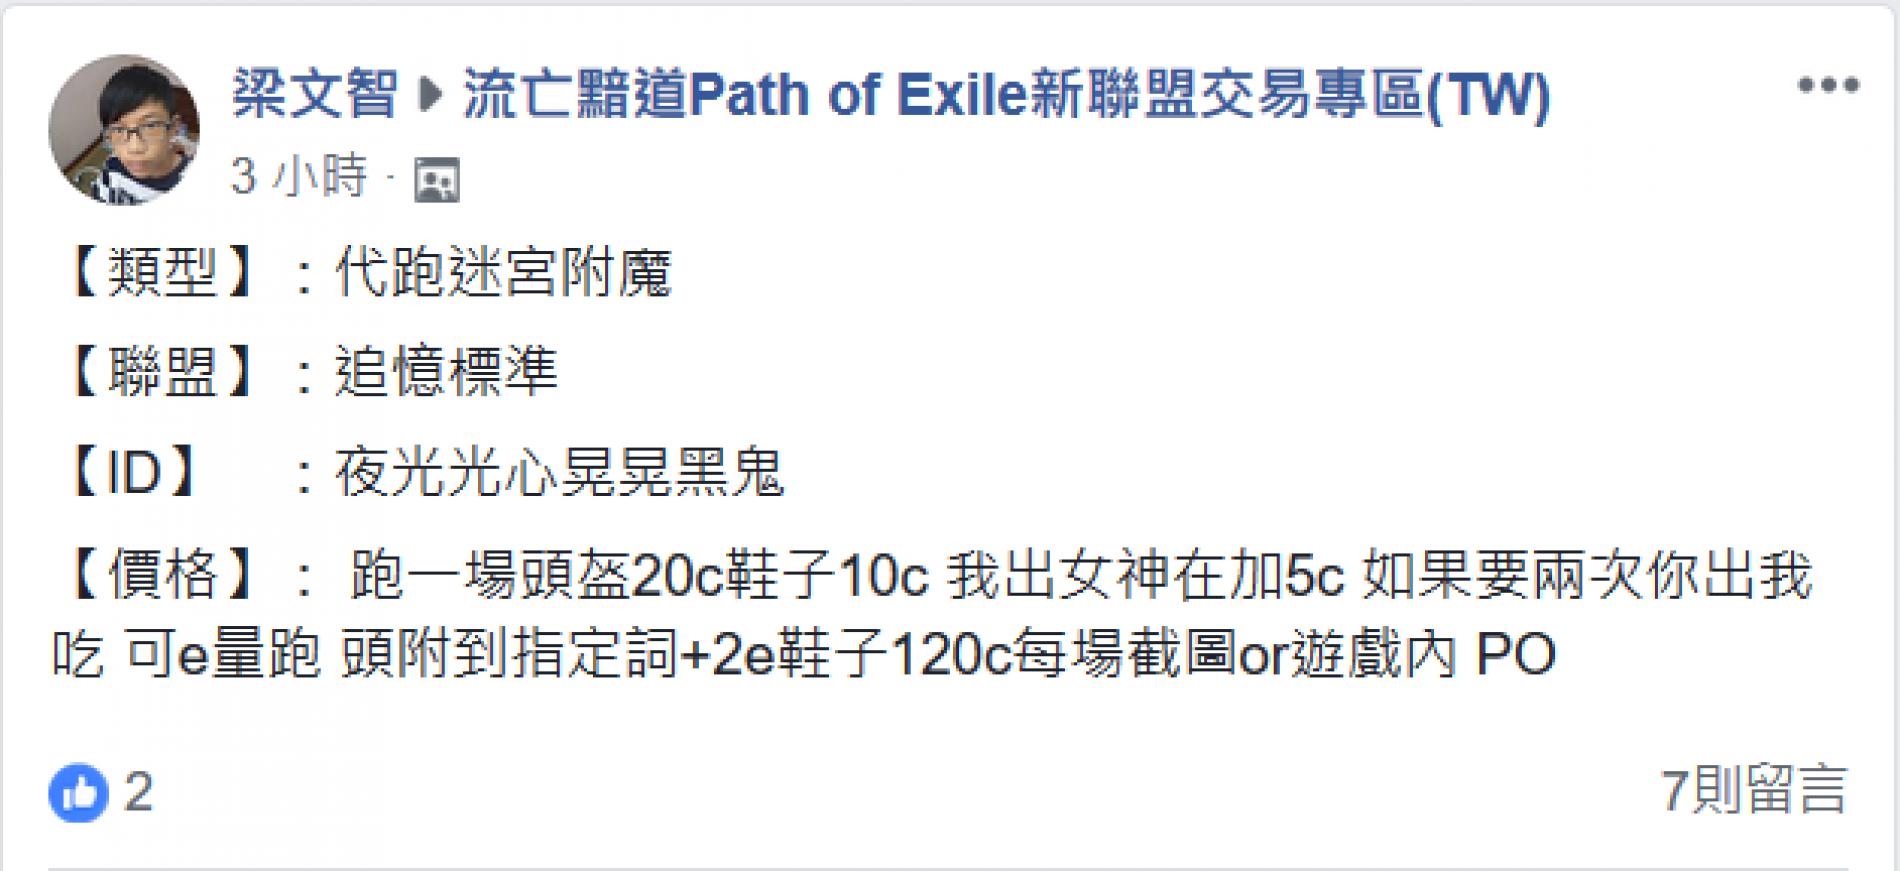 梁文智 ▶ 流亡黯道Path of Exile新聯盟交易專區(TW)
3 小時 ·
【類型】：代跑迷宮附魔
【聯盟】：追憶標準
【ID】　：夜光光心晃晃黑鬼
【價格】： 跑一場頭盔20c鞋子10c 我出女神在加5c 如果要兩次你出我
吃 可e量跑 頭附到指定詞+2e鞋子120c每場截圖or遊戲內 PO
2
7則留言